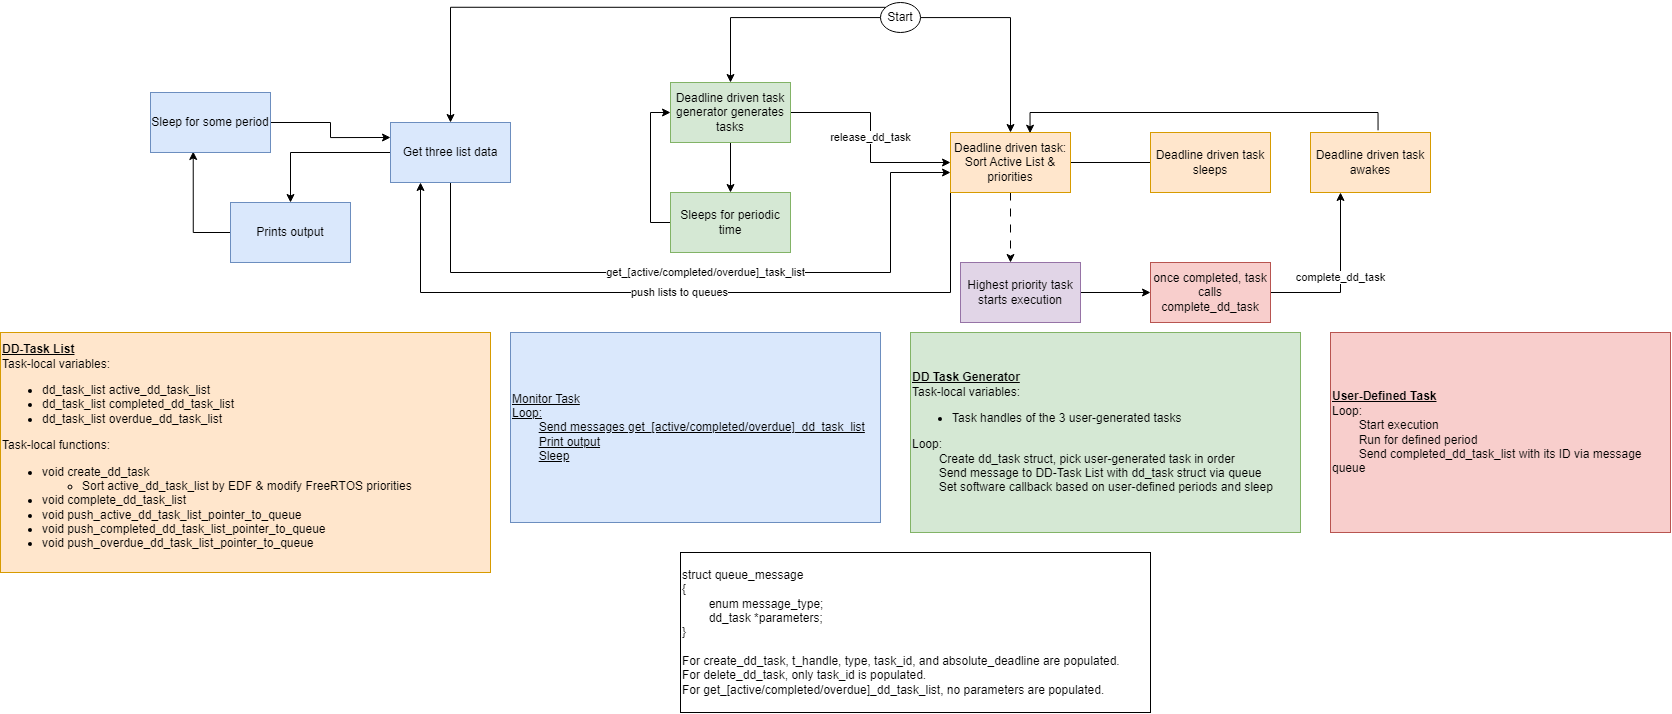 Start
Sleep for some period
Get three list data
Prints output
Deadline driven task
generator generates
tasks
release_dd_task
Sleeps for periodic
time
Deadline driven task:
Sort Active List &
priorities
Deadline driven task
sleeps
Deadline driven task
awakes
get_[active/completed/overdue]_task_list
push lists to queues
Highest priority task
starts execution
once completed, task
calls
complete_dd_task
complete_dd_task
DD-Task List
Task-local variables:
• dd_task_list active_dd_task_list
• dd_task_list completed_dd_task_list
• dd_task_list overdue_dd_task_list
Task-local functions:
• void create_dd_task
◦ Sort active_dd_task_list by EDF & modify FreeRTOS priorities
• void complete_dd_task_list
• void push_active_dd_task_list_pointer_to_queue
• void push_completed_dd_task_list_pointer_to_queue
• void push_overdue_dd_task_list_pointer_to_queue
Monitor Task
Loop:
Send messages get_[active/completed/overdue]_dd_task_list
Print output
Sleep
DD Task Generator
Task-local variables:
• Task handles of the 3 user-generated tasks
Loop:
Create dd_task struct, pick user-generated task in order
Send message to DD-Task List with dd_task struct via queue
Set software callback based on user-defined periods and sleep
User-Defined Task
Loop:
Start execution
Run for defined period
Send completed_dd_task_list with its ID via message
queue
struct queue_message
{
enum message_type;
dd_task *parameters;
}
For create_dd_task, t_handle, type, task_id, and absolute_deadline are populated.
For delete_dd_task, only task_id is populated.
For get_[active/completed/overdue]_dd_task_list, no parameters are populated.